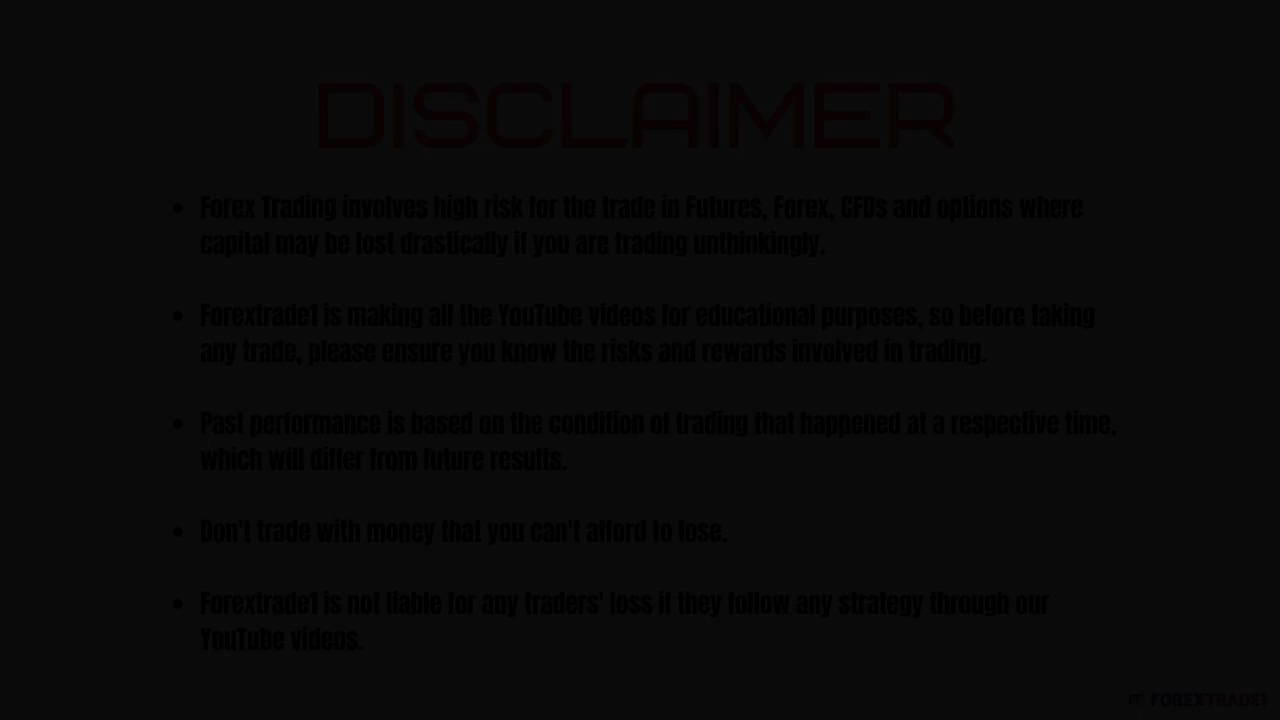 DISCLAIMER
• Forex Trading involves high risk for the trade in Futures, Forex, CFDs and options where
capital may be lost drastically if you are trading unthinkingly.
• Forextrade1 is making all the YouTube videos for educational purposes, so before taking
any trade, please ensure you know the risks and rewards involved in trading.
• Past performance is based on the condition of trading that happened at a respective time,
which will differ from future results.
• Don't trade with money that you can't afford to lose.
• Forextrade1 is not liable for any traders' loss if they follow any strategy through our
YouTube videos.
FT FOREXTRADE1